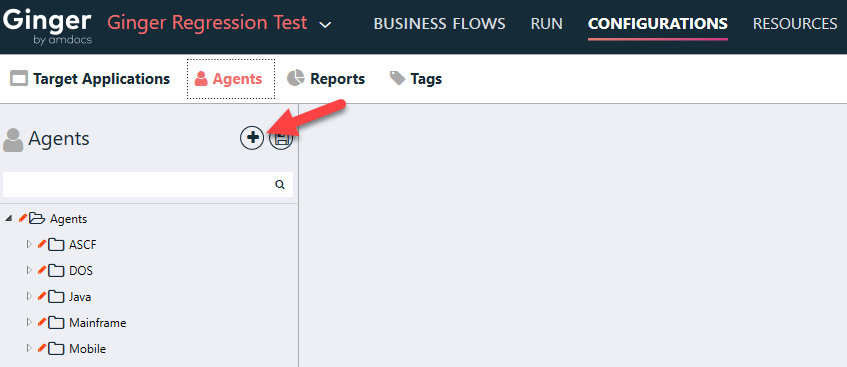 Ginger
by amdocs
Ginger Regression Test
BUSINESS FLOWS RUN CONFIGURATIONS RESOURCES
Target Applications Agents Reports Tags
Agents
Agents
ASCF
DOS
Java
Mainframe
Mobile